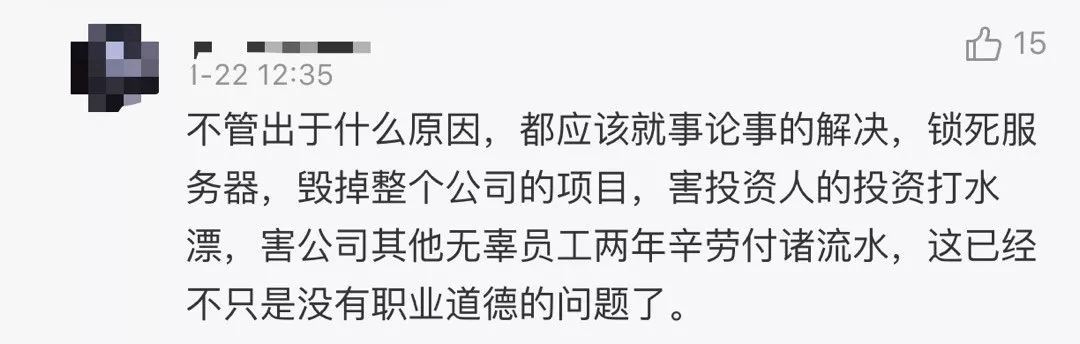 15
1-22 12:35
不管出于什么原因，都应该就事论事的解决，锁死服
务器，毁掉整个公司的项目，害投资人的投资打水
漂，害公司其他无辜员工两年辛劳付诸流水，这已经
不只是没有职业道德的问题了。